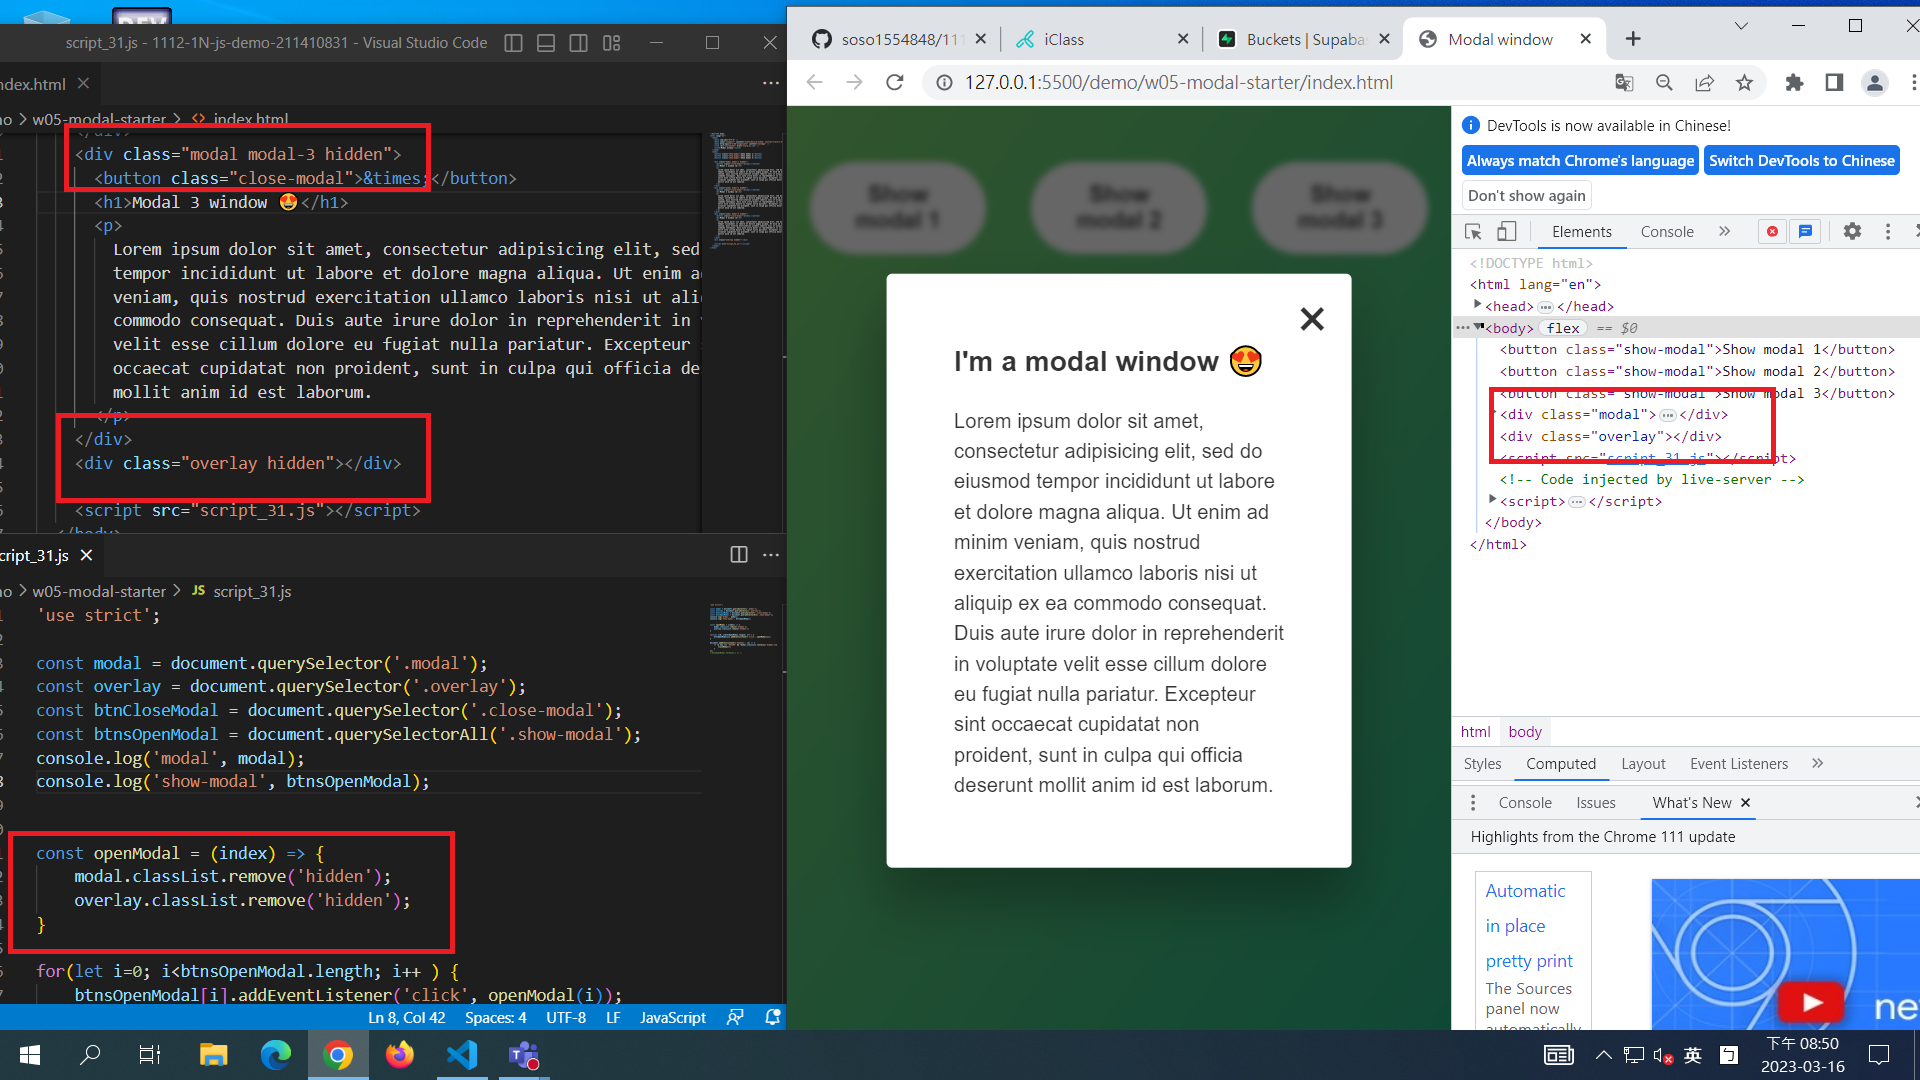 script_31.js - 1112-1N-js-demo-211410831 - Visual Studio Code
ndex.html
w05-modal-starter > <> index.html
<div class="modal modal-3 hidden">
<button class="close-modal">&times;</button>
<h1>Modal 3 window 😍</h1>
<p>
Lorem ipsum dolor sit amet, consectetur adipisicing elit, sed
tempor incididunt ut labore et dolore magna aliqua. Ut enim a
veniam, quis nostrud exercitation ullamco laboris nisi ut ali
commodo consequat. Duis aute irure dolor in reprehenderit in
velit esse cillum dolore eu fugiat nulla pariatur. Excepteur
occaecat cupidatat non proident, sunt in culpa qui officia de
mollit anim id est laborum.
</p>
</div>
<div class="overlay hidden"></div>
<script src="script_31.js"></script>
</body>
cript_31.js
w05-modal-starter > JS script_31.js
'use strict';
const modal = document.querySelector('.modal');
const overlay = document.querySelector('.overlay');
const btnCloseModal = document.querySelector('.close-modal');
const btnsOpenModal = document.querySelectorAll('.show-modal');
console.log('modal', modal);
console.log('show-modal', btnsOpenModal);
const openModal = (index) => {
modal.classList.remove('hidden');
overlay.classList.remove('hidden');
}
for(let i=0; i<btnsOpenModal.length; i++ ) {
btnsOpenModal[i].addEventListener('click', openModal(i));
Ln 8, Col 42 Spaces: 4 UTF-8 LF JavaScript
soso1554848/111
iClass
Buckets | Supabas
Modal window
127.0.0.1:5500/demo/w05-modal-starter/index.html
Show modal 1
Show modal 2
Show modal 3
I'm a modal window 😍
Lorem ipsum dolor sit amet,
consectetur adipisicing elit, sed do
eiusmod tempor incididunt ut labore
et dolore magna aliqua. Ut enim ad
minim veniam, quis nostrud
exercitation ullamco laboris nisi ut
aliquip ex ea commodo consequat.
Duis aute irure dolor in reprehenderit
in voluptate velit esse cillum dolore
eu fugiat nulla pariatur. Excepteur
sint occaecat cupidatat non
proident, sunt in culpa qui officia
deserunt mollit anim id est laborum.
DevTools is now available in Chinese!
Always match Chrome's language
Switch DevTools to Chinese
Don't show again
Elements Console
<!DOCTYPE html>
<html lang="en">
<head> … </head>
<body> flex == $0
<button class="show-modal">Show modal 1</button>
<button class="show-modal">Show modal 2</button>
<button class="show-modal">Show modal 3</button>
<div class="modal"> … </div>
<div class="overlay"></div>
<script src="script_31.js"></script>
<!-- Code injected by live-server -->
<script> … </script>
</body>
</html>
html body
Styles Computed Layout Event Listeners
Console Issues What's New
Highlights from the Chrome 111 update
Automatic
in place
pretty print
The Sources
panel now
automatically
ne
英
ㄅ
下午 08:50
2023-03-16